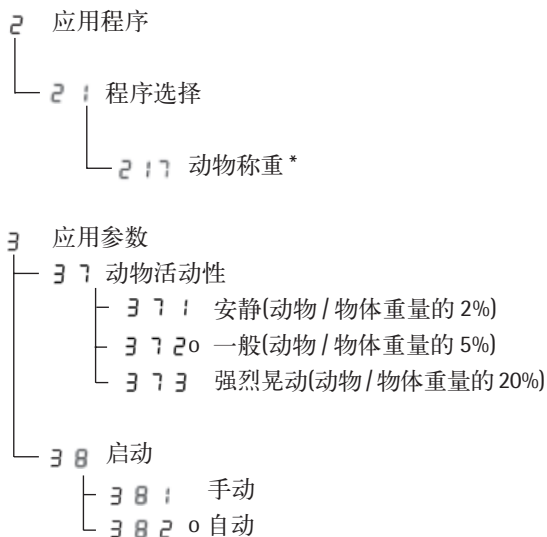 2 应用程序
2 1 程序选择
2 1 7 动物称重 *
3 应用参数
3 7 动物活动性
3 7 1 安静(动物 / 物体重量的 2%)
3 7 2 o 一般(动物 / 物体重量的 5%)
3 7 3 强烈晃动(动物 / 物体重量的 20%)
3 8 启动
3 8 1 手动
3 8 2 o 自动